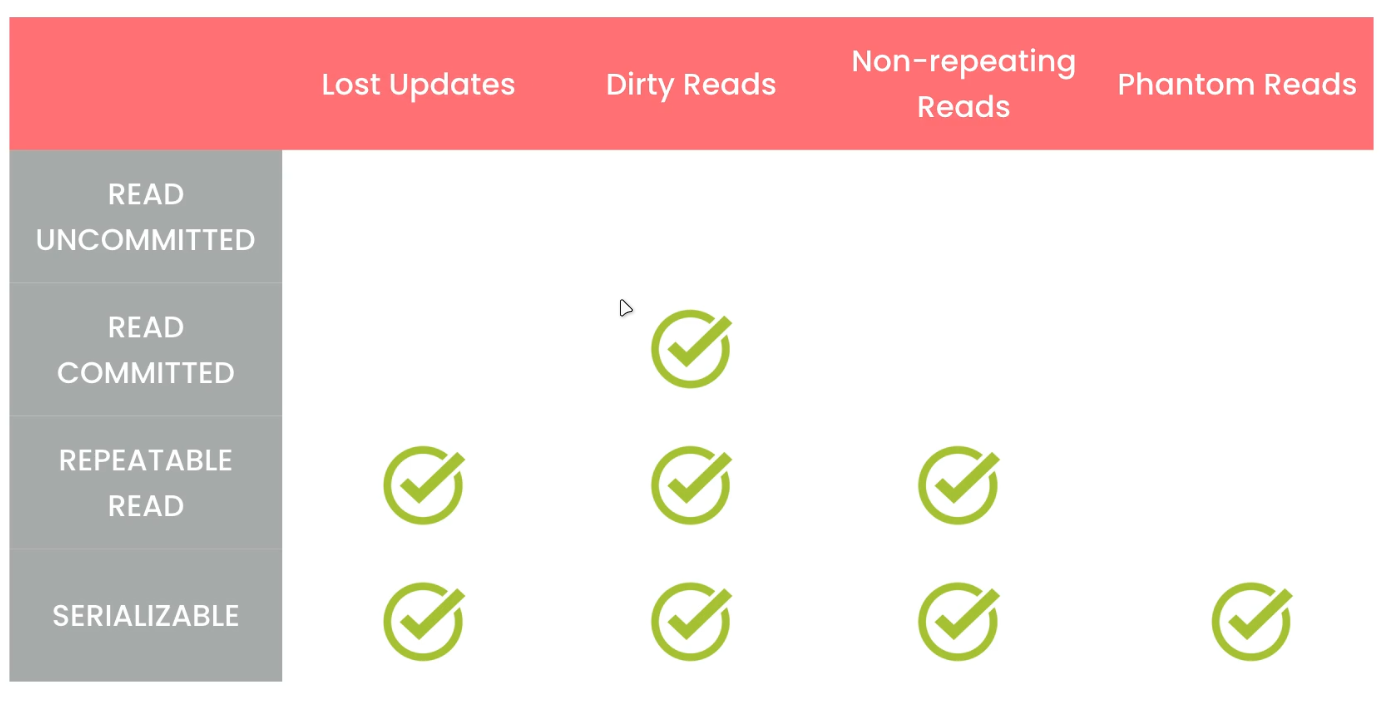 Lost Updates
Dirty Reads
Non-repeating
Reads
Phantom Reads
READ
UNCOMMITTED
READ
COMMITTED
REPEATABLE
READ
SERIALIZABLE